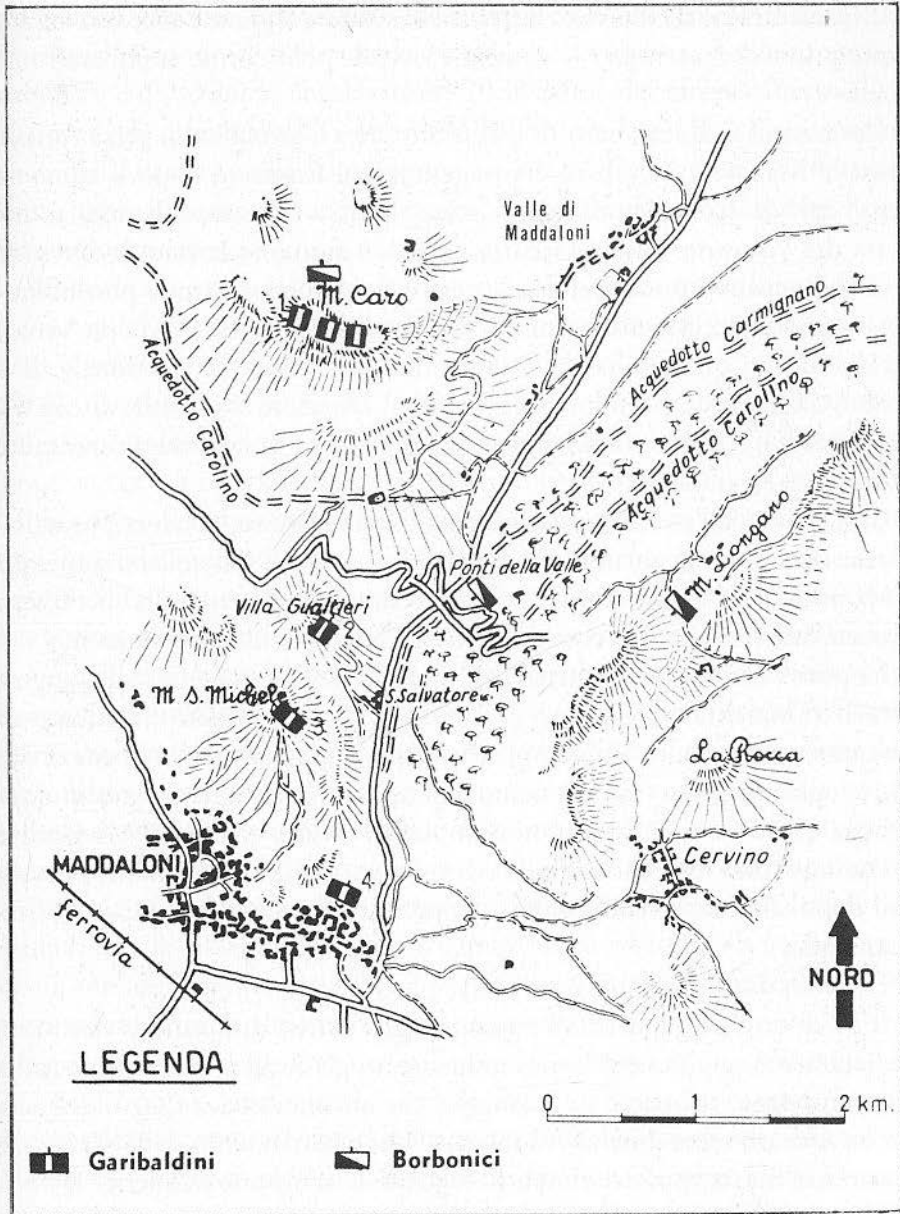 Valle di
Maddaloni
M. Caro
1
Acquedotto Carmignano
Acquedotto Carolino
Acquedotto Carolino
M. Longano
Ponti della Valle
Villa Gualtieri
2
S. Salvatore
M S. Michele
3
La Rocca
Cervino
MADDALONI
4
ferrovia
NORD
LEGENDA
0 1 2 km.
Garibaldini
Borbonici